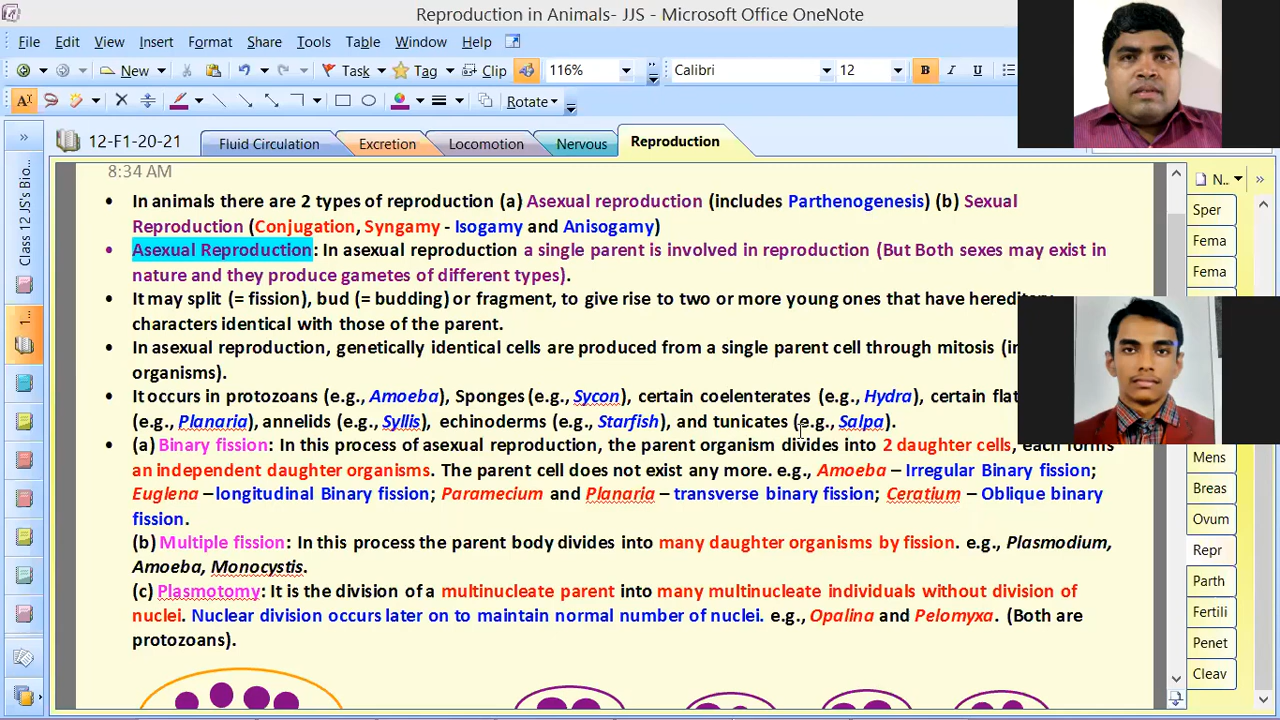 Reproduction in Animals- JJS - Microsoft Office OneNote
File Edit View Insert Format Share Tools Table Window Help
New Task Tag Clip 116% Calibri 12 B I U
A Rotate
»
12-F1-20-21 Fluid Circulation Excretion Locomotion Nervous Reproduction
8:34 AM
• In animals there are 2 types of reproduction (a) Asexual reproduction (includes Parthenogenesis) (b) Sexual
Reproduction (Conjugation, Syngamy - Isogamy and Anisogamy)
• Asexual Reproduction: In asexual reproduction a single parent is involved in reproduction (But Both sexes may exist in
nature and they produce gametes of different types).
• It may split (= fission), bud (= budding) or fragment, to give rise to two or more young ones that have hereditary
characters identical with those of the parent.
• In asexual reproduction, genetically identical cells are produced from a single parent cell through mitosis (in
organisms).
• It occurs in protozoans (e.g., Amoeba), Sponges (e.g., Sycon), certain coelenterates (e.g., Hydra), certain flat
(e.g., Planaria), annelids (e.g., Syllis), echinoderms (e.g., Starfish), and tunicates (e.g., Salpa).
• (a) Binary fission: In this process of asexual reproduction, the parent organism divides into 2 daughter cells, each forms
an independent daughter organisms. The parent cell does not exist any more. e.g., Amoeba – Irregular Binary fission;
Euglena –longitudinal Binary fission; Paramecium and Planaria – transverse binary fission; Ceratium – Oblique binary
fission.
(b) Multiple fission: In this process the parent body divides into many daughter organisms by fission. e.g., Plasmodium,
Amoeba, Monocystis.
(c) Plasmotomy: It is the division of a multinucleate parent into many multinucleate individuals without division of
nuclei. Nuclear division occurs later on to maintain normal number of nuclei. e.g., Opalina and Pelomyxa. (Both are
protozoans).
Class 12 JJS's Bio...
1...
N..
»
Sper
Fema
Fema
Mens
Breas
Ovum
Repr
Parth
Fertili
Penet
Cleav